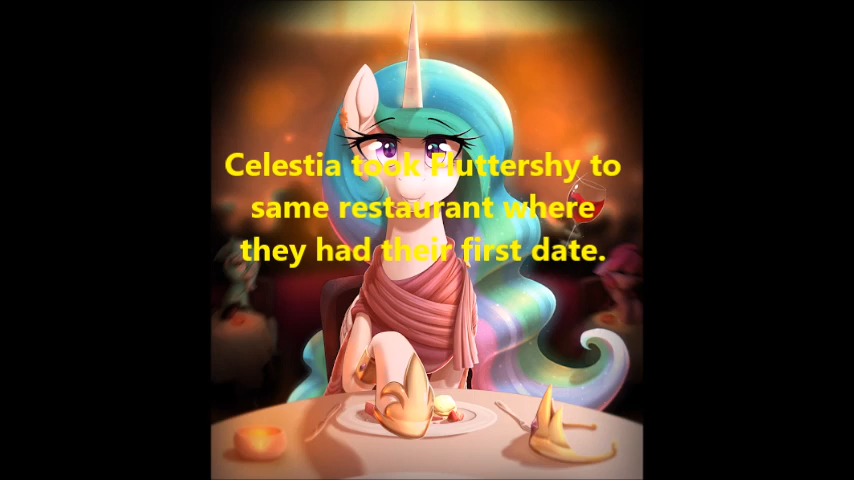 Celestia took Fluttershy to
same restaurant where
they had their first date.